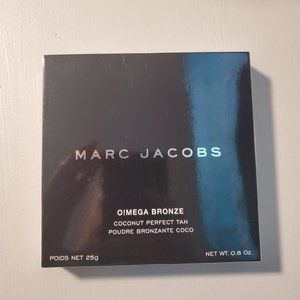 MARC JACOBS
O!MEGA BRONZE
COCONUT PERFECT TAN
POUDRE BRONZANTE COCO
POIDS NET 25g
NET WT. 0.8 Oz.